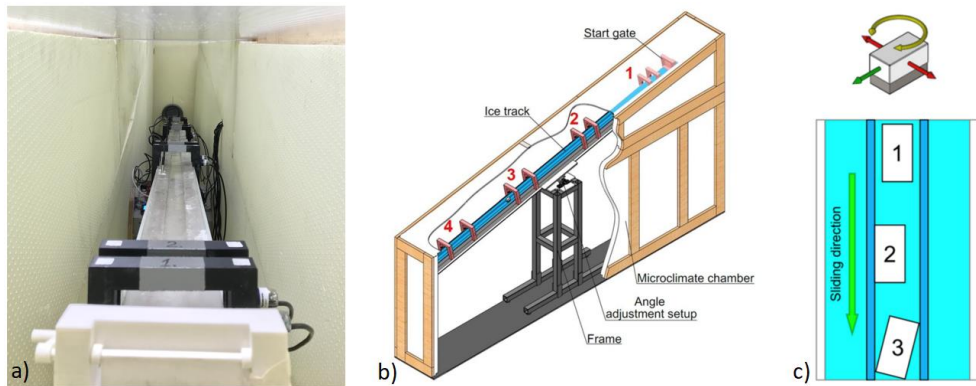 a)
2
1.
b)
Start gate
1
Ice track
2
3
4
Microclimate chamber
Angle
adjustment setup
Frame
c)
Sliding direction
1
2
3